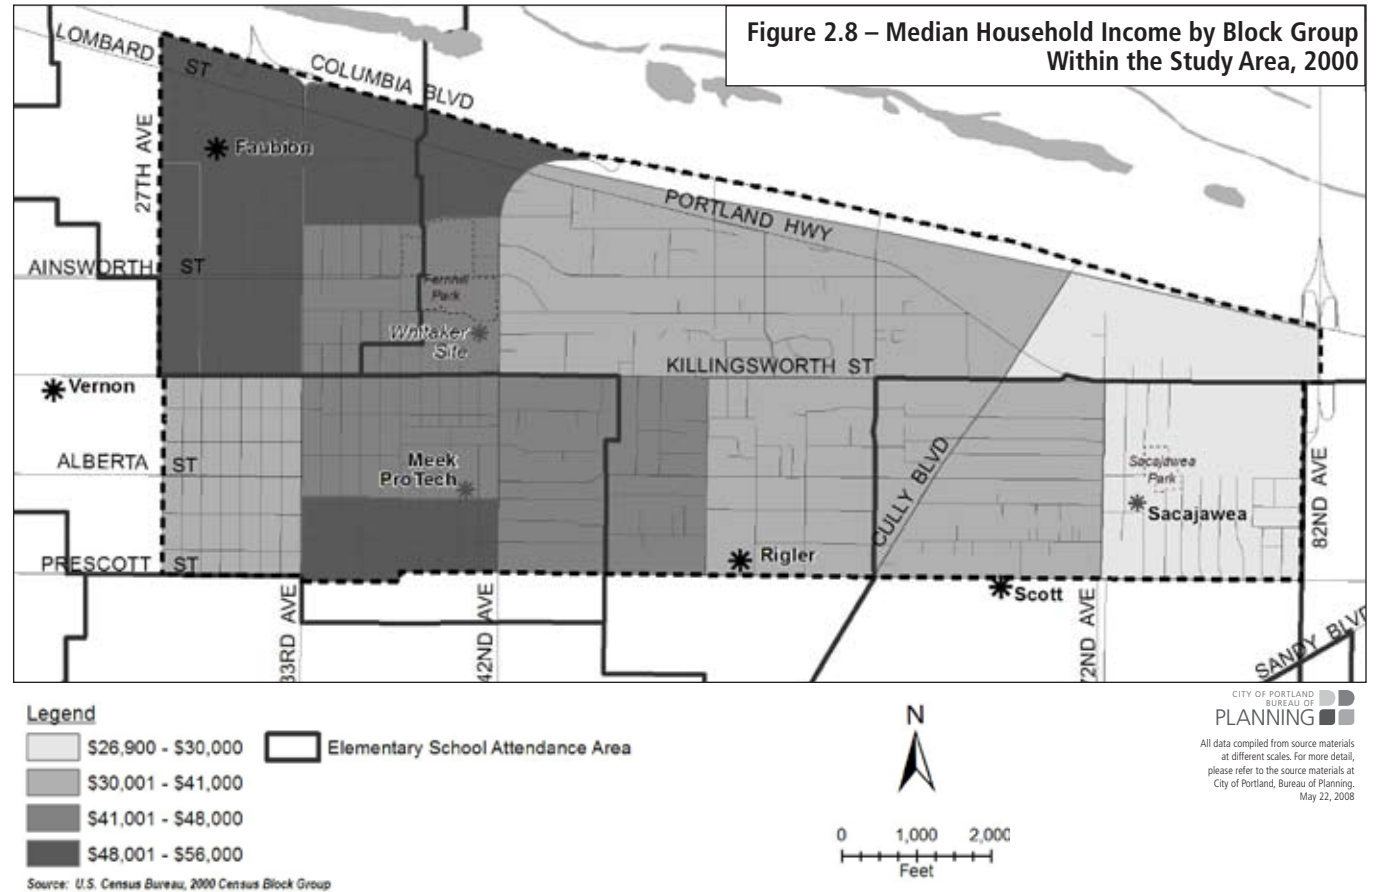 Figure 2.8 – Median Household Income by Block Group
Within the Study Area, 2000
LOMBARD ST
COLUMBIA BLVD
27TH AVE
Faubion
PORTLAND HWY
AINSWORTH ST
Fernhill
Park
Whitaker
Site
KILLINGSWORTH ST
Vernon
ALBERTA ST
Meek
ProTech
CULLY BLVD
Sacajawea
Park
Sacajawea
82ND AVE
PRESCOTT ST
Rigler
Scott
33RD AVE
42ND AVE
72ND AVE
SANDY BLVD
Legend
$26,900 - $30,000
Elementary School Attendance Area
$30,001 - $41,000
$41,001 - $48,000
$48,001 - $56,000
Source: U.S. Census Bureau, 2000 Census Block Group
N
0 1,000 2,000
Feet
CITY OF PORTLAND
BUREAU OF
PLANNING
All data compiled from source materials
at different scales. For more detail,
please refer to the source materials at
City of Portland, Bureau of Planning.
May 22, 2008